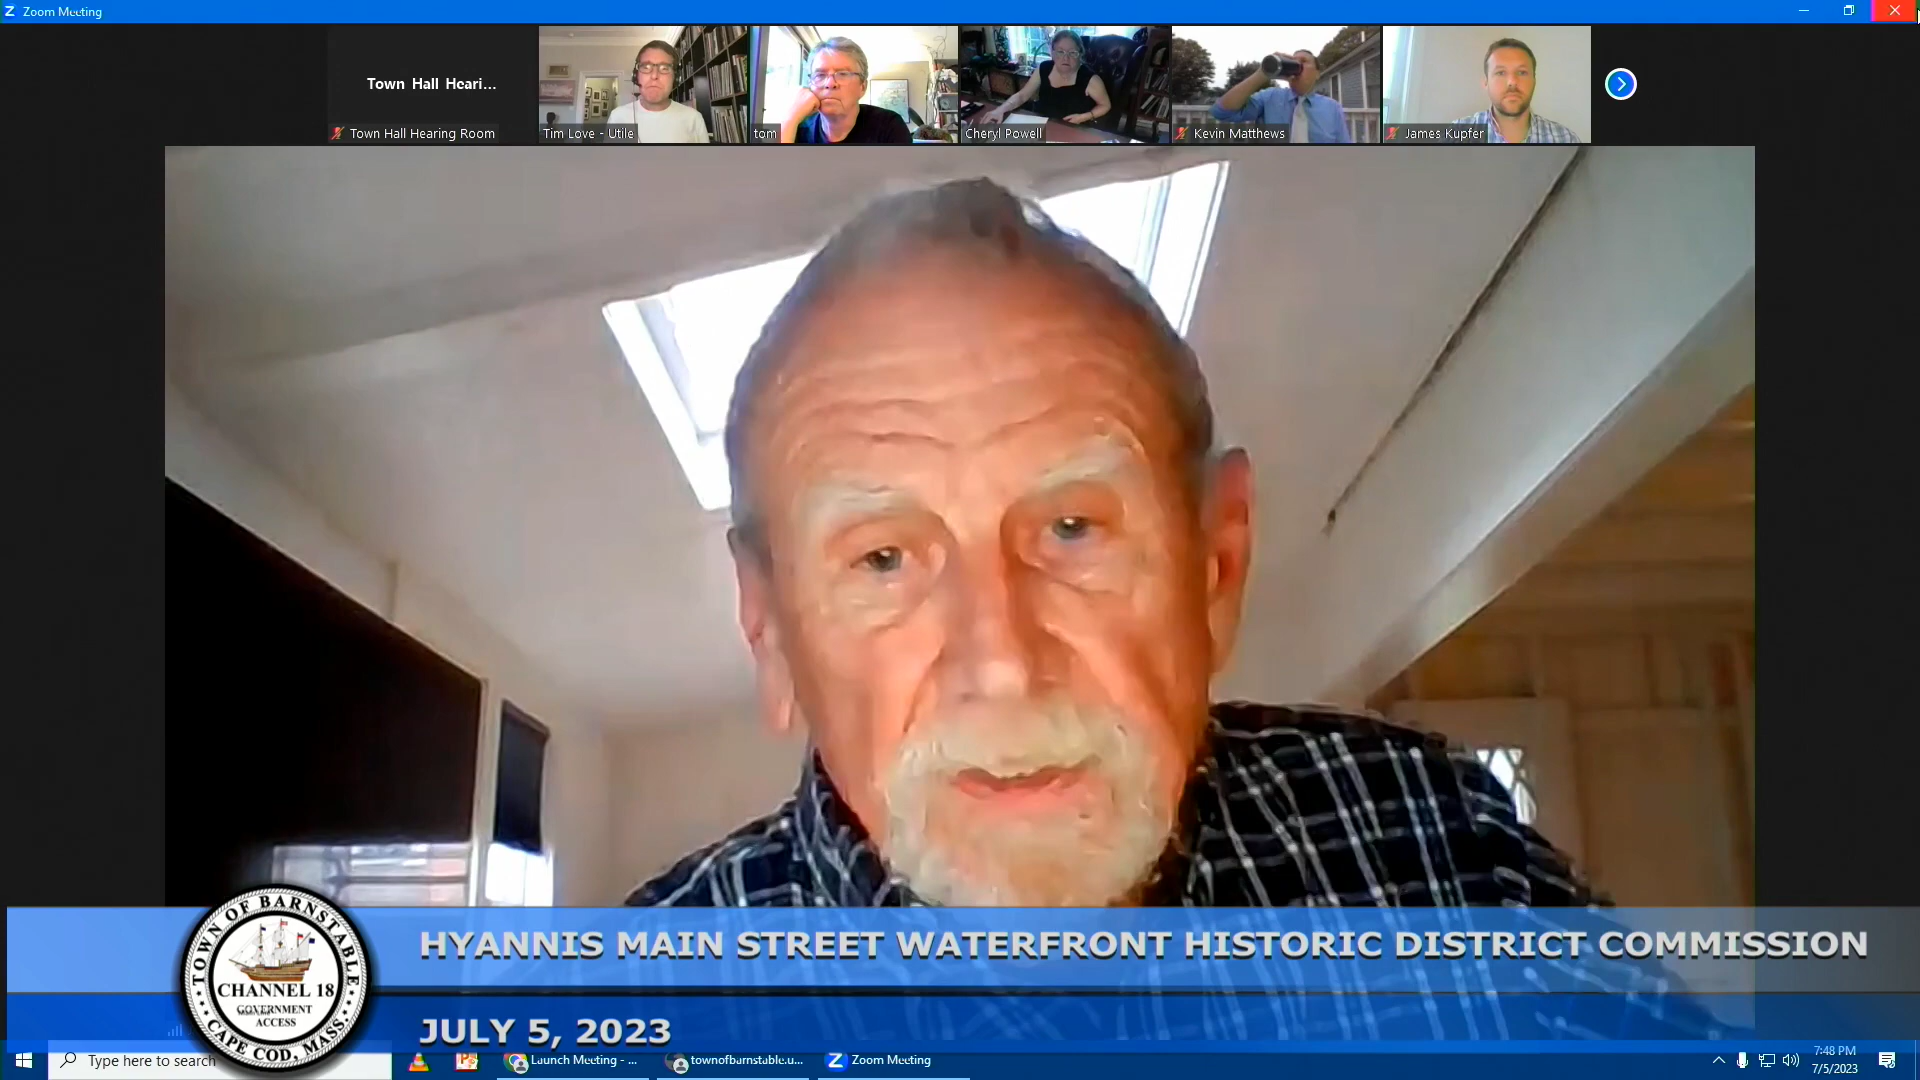 Zoom Meeting
Town Hall Heari...
Town Hall Hearing Room
Tim Love - Utile
tom
Cheryl Powell
Kevin Matthews
James Kupfer
HYANNIS MAIN STREET WATERFRONT HISTORIC DISTRICT COMMISSION
JULY 5, 2023
TOWN OF BARNSTABLE
CHANNEL 18
GOVERNMENT
ACCESS
CAPE COD, MASS.
Type here to search
Launch Meeting - ...
townofbarnstable.u...
Zoom Meeting
7:48 PM
7/5/2023